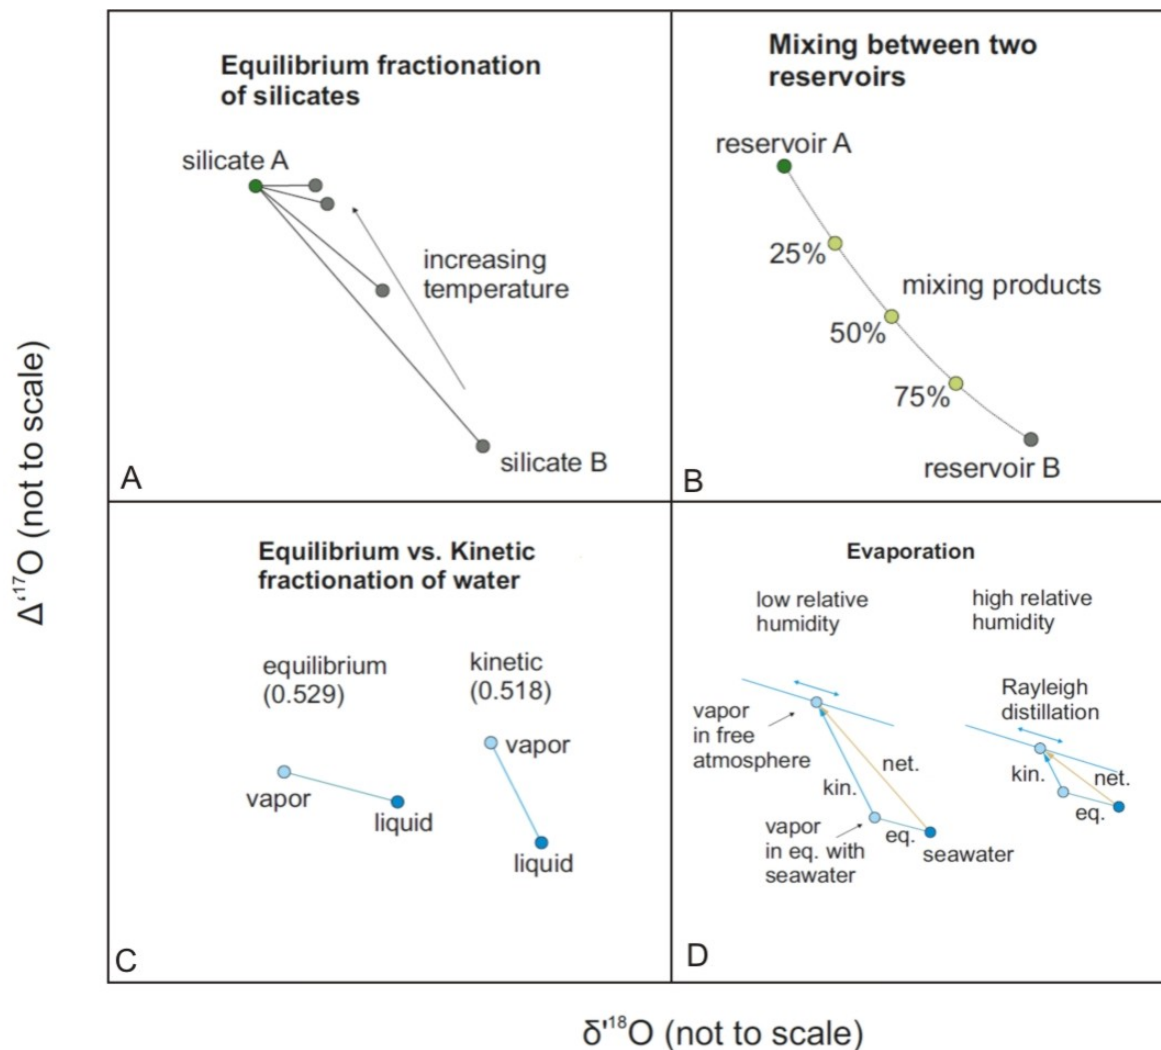 Equilibrium fractionation
of silicates
silicate A
increasing
temperature
silicate B
A
Mixing between two
reservoirs
reservoir A
25%
mixing products
50%
75%
reservoir B
B
Equilibrium vs. Kinetic
fractionation of water
equilibrium
(0.529)
kinetic
(0.518)
vapor
liquid
vapor
liquid
C
Evaporation
low relative
humidity
high relative
humidity
vapor
in free
atmosphere
kin.
net.
vapor
in eq. with
seawater
eq.
seawater
Rayleigh
distillation
kin.
net.
eq.
D
Δ'¹⁷O (not to scale)
δ'¹⁸O (not to scale)